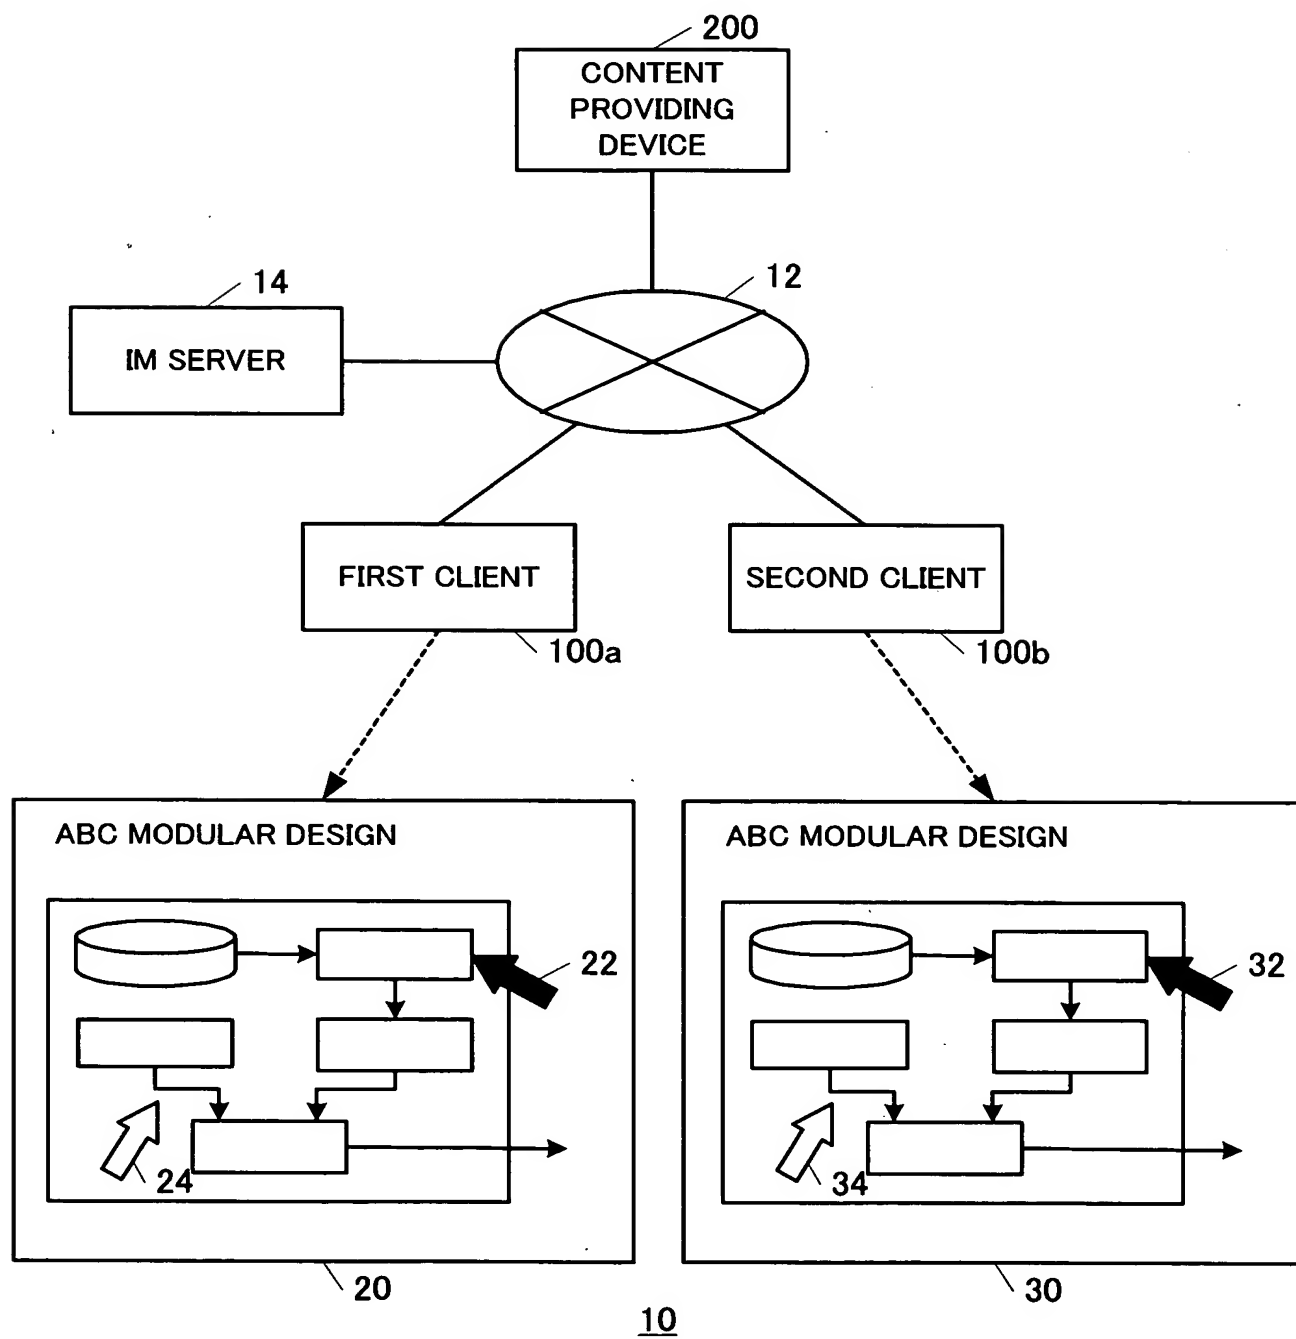 200
CONTENT
PROVIDING
DEVICE
12
14
IM SERVER
FIRST CLIENT
SECOND CLIENT
100a
100b
ABC MODULAR DESIGN
ABC MODULAR DESIGN
22
32
24
34
20
30
10